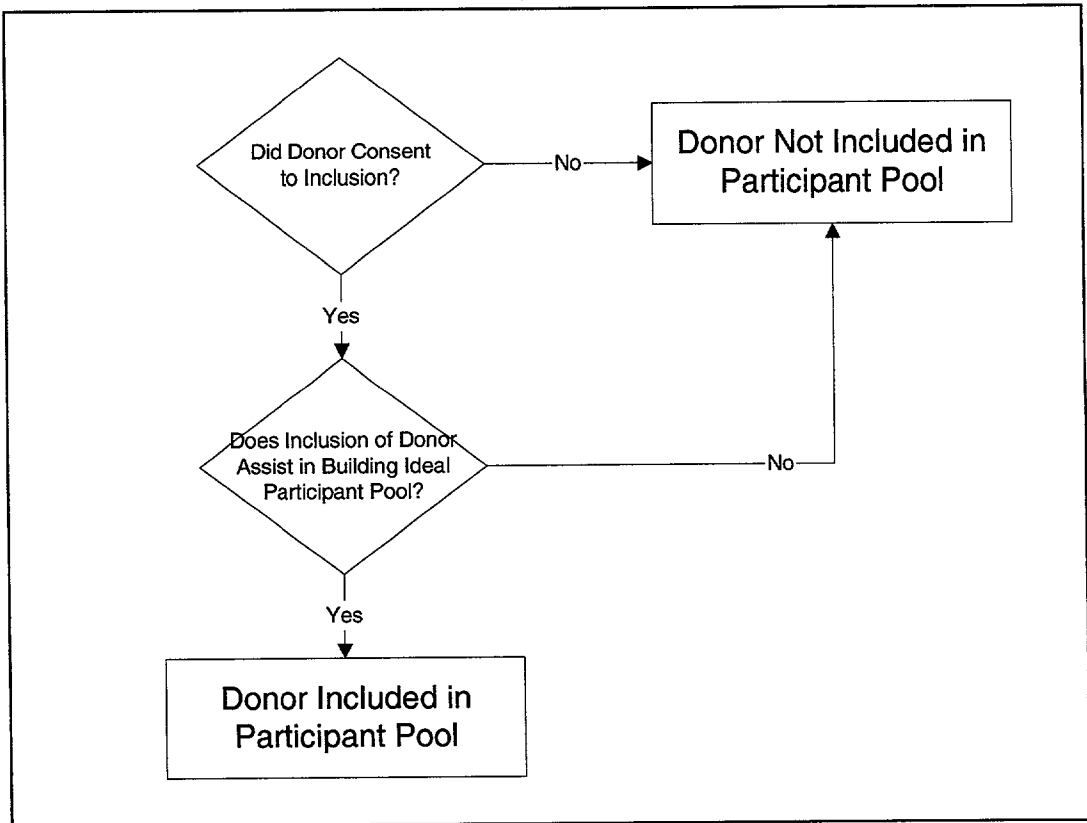 Did Donor Consent
to Inclusion?
No
Donor Not Included in
Participant Pool
Yes
Does Inclusion of Donor
Assist in Building Ideal
Participant Pool?
No
Yes
Donor Included in
Participant Pool